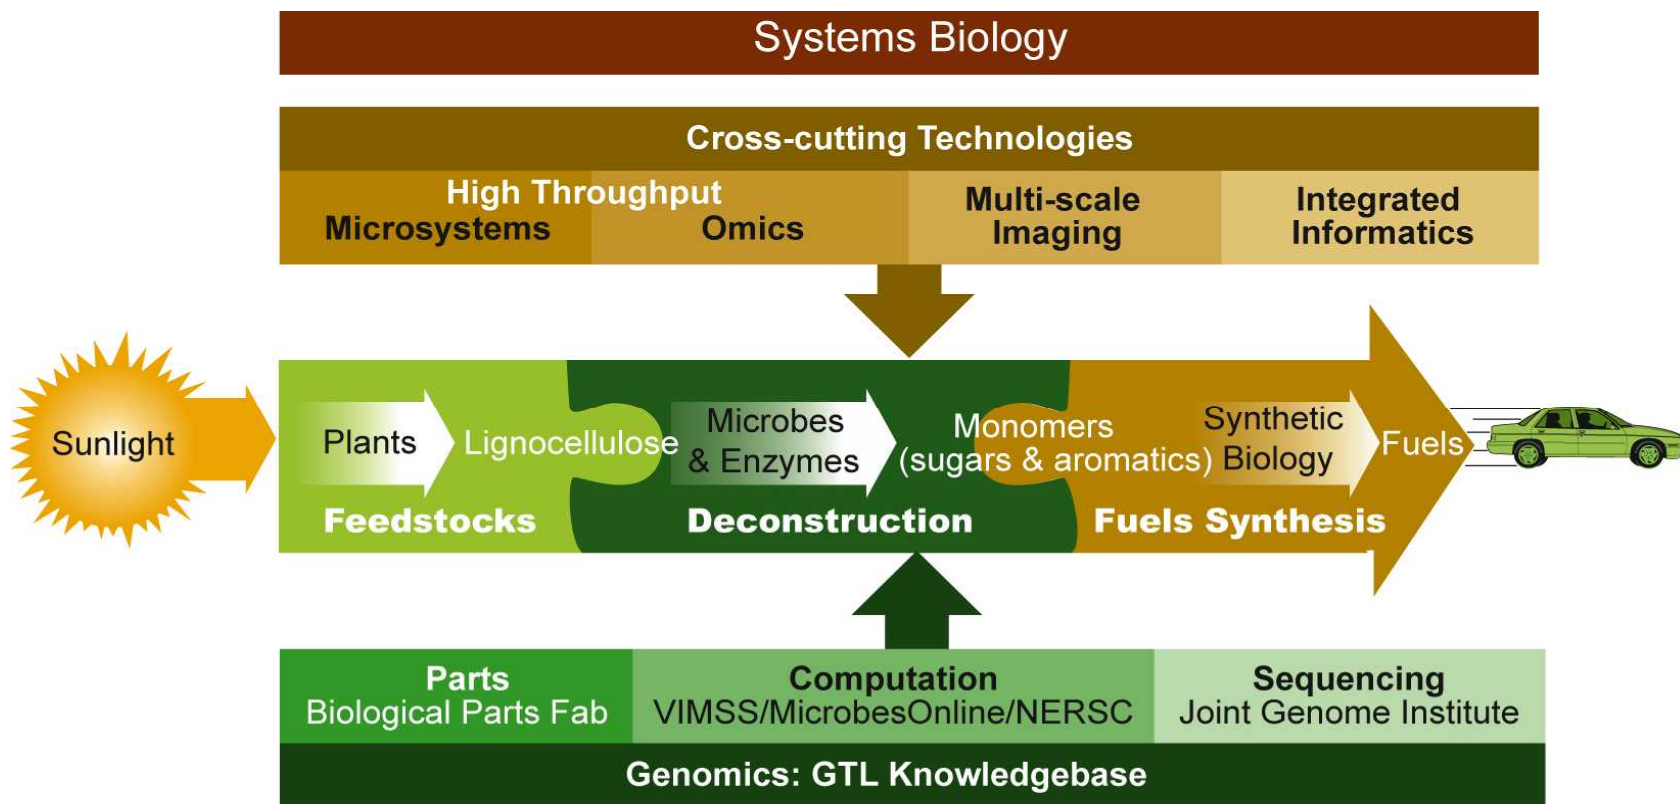 Systems Biology
Cross-cutting Technologies
High Throughput
Microsystems
Omics
Multi-scale
Imaging
Integrated
Informatics
Sunlight
Plants
Lignocellulose
Feedstocks
Microbes
& Enzymes
Deconstruction
Monomers
(sugars & aromatics)
Synthetic
Biology
Fuels
Fuels Synthesis
Parts
Biological Parts Fab
Computation
VIMSS/MicrobesOnline/NERSC
Sequencing
Joint Genome Institute
Genomics: GTL Knowledgebase